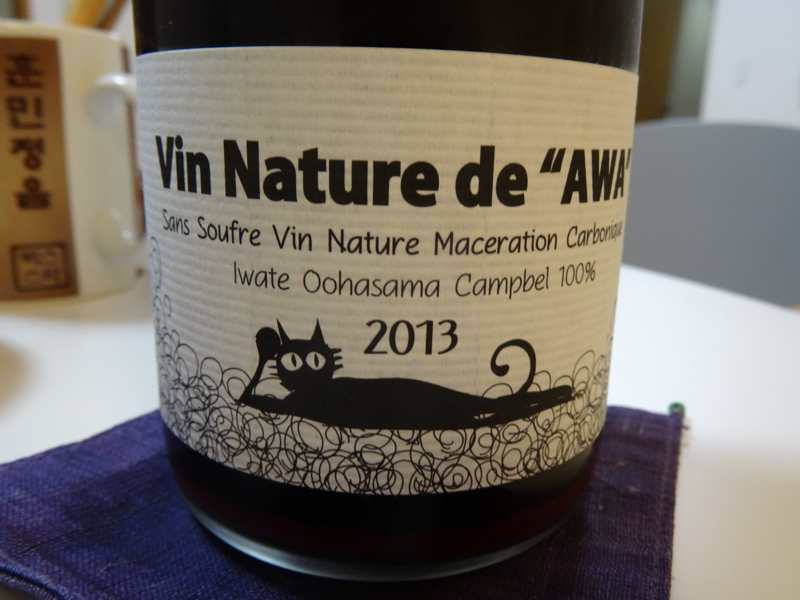 훈민정음
Vin Nature de “AWA”
Sans Soufre Vin Nature Maceration Carbonique
Iwate Oohasama Campbel 100%
2013